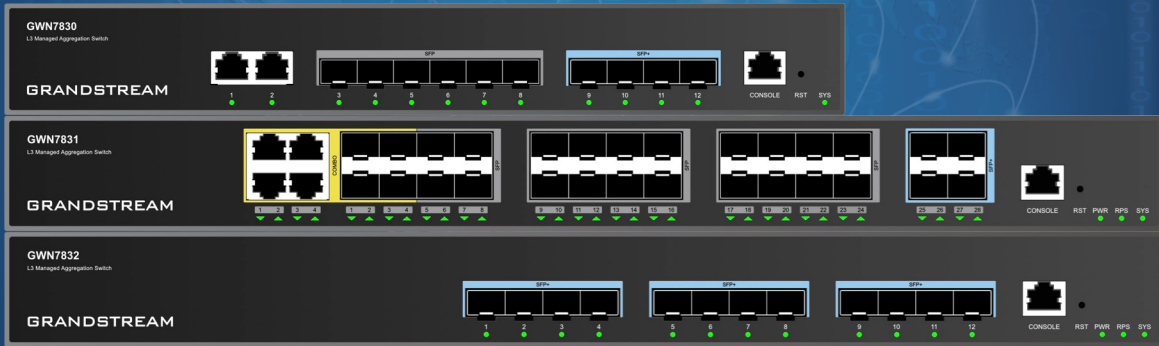 GWN7830
L3 Managed Aggregation Switch
SFP
SFP+
GRANDSTREAM
1 2 3 4 5 6 7 8 9 10 11 12 CONSOLE RST SYS
GWN7831
L3 Managed Aggregation Switch
COMBO
SFP
SFP
SFP
SFP+
GRANDSTREAM
1 2 3 4 1 2 3 4 5 6 7 8 9 10 11 12 13 14 15 16 17 18 19 20 21 22 23 24 25 26 27 28 CONSOLE RST PWR RPS SYS
GWN7832
L3 Managed Aggregation Switch
SFP+ SFP+ SFP+
GRANDSTREAM
1 2 3 4 5 6 7 8 9 10 11 12 CONSOLE RST PWR RPS SYS